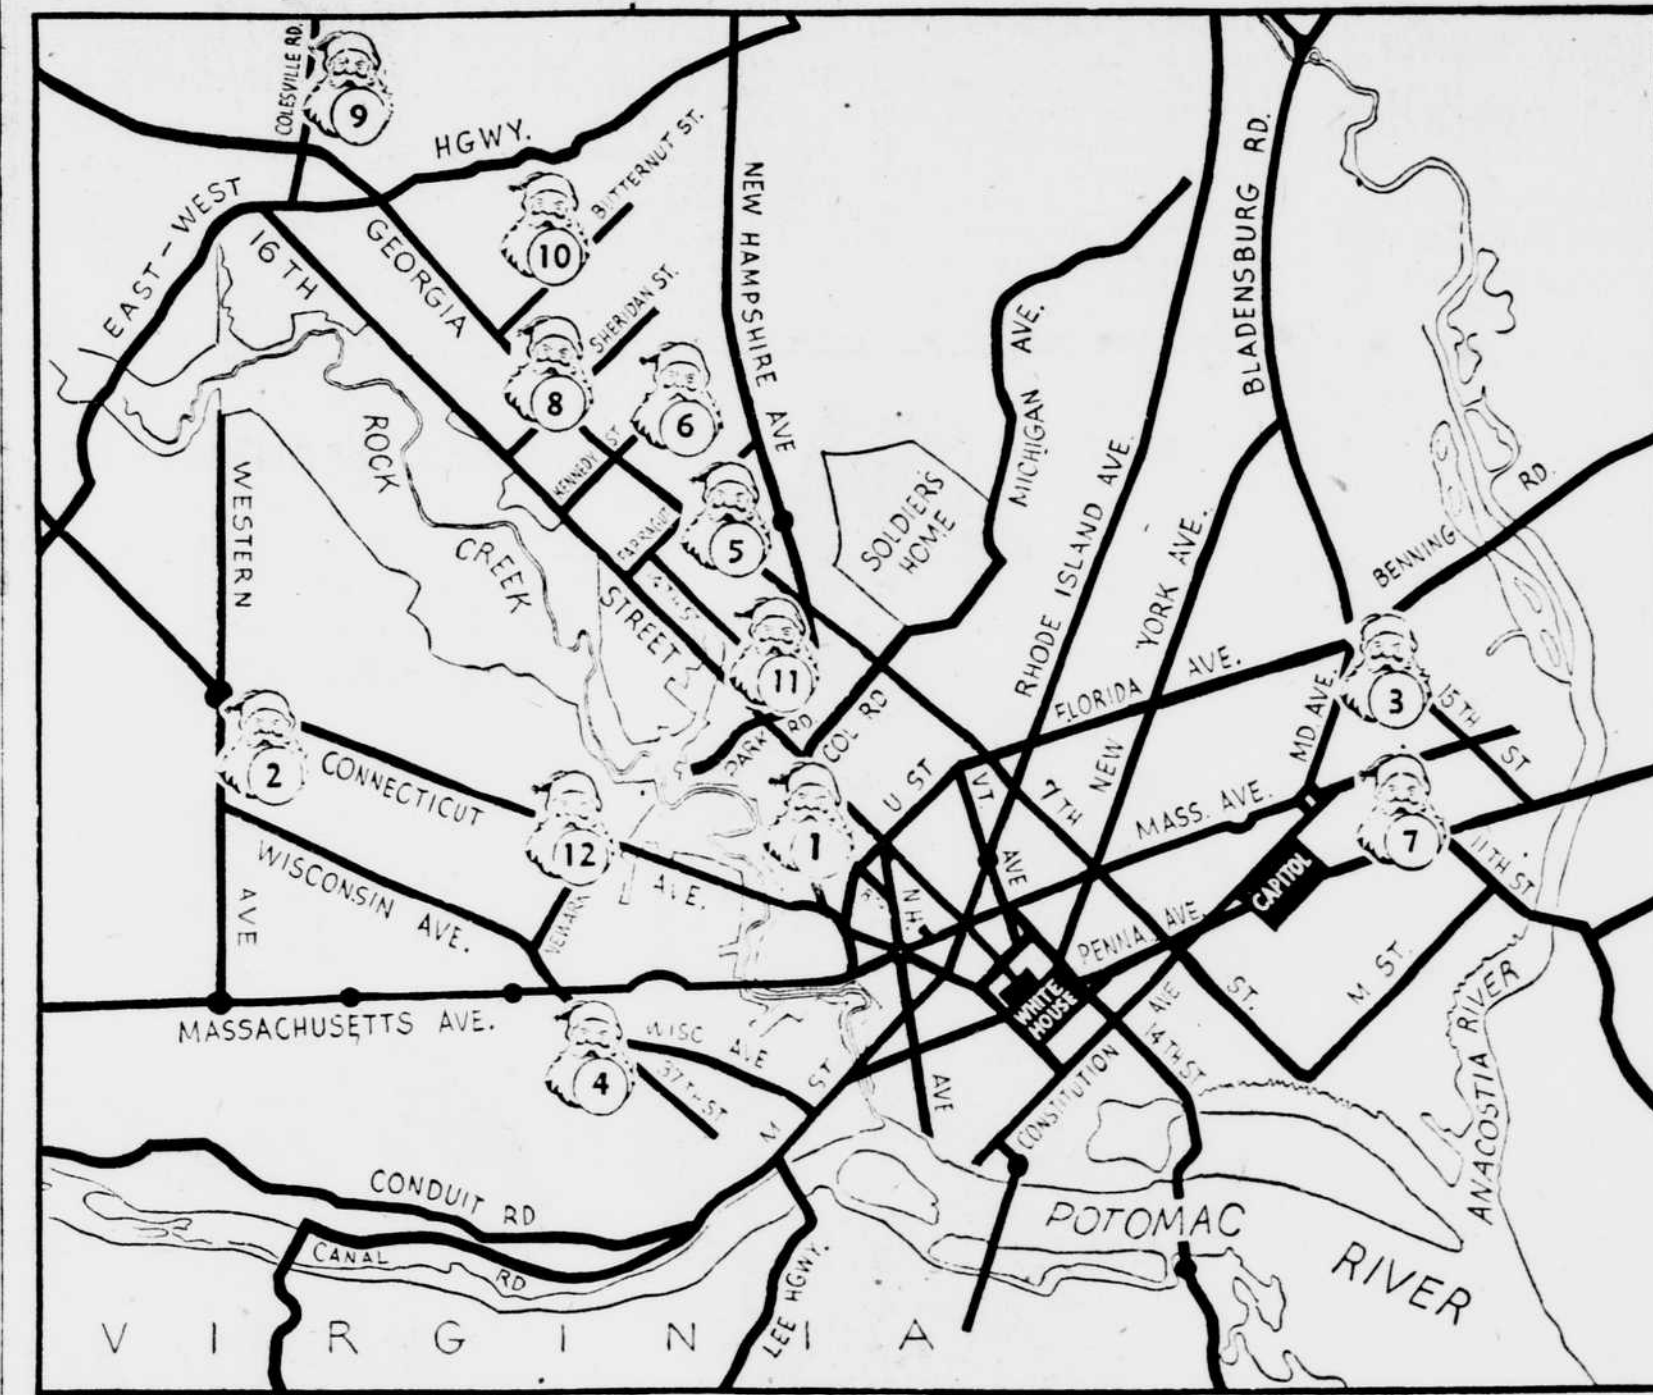 COLESVILLE RD.
9
HGWY.
EAST-WEST
BUTTERNUT ST.
10
16TH
GEORGIA
SHERIDAN ST.
8
6
NEW HAMPSHIRE AVE
BLADENSBURG RD.
MICHIGAN AVE.
ROCK
CREEK
KENNEDY ST
FARRAGUT
5
SOLDIERS'
HOME
WESTERN
AVE
STREET
RHODE ISLAND AVE.
NEW YORK AVE.
BENNING RD.
11
FLORIDA AVE.
MD. AVE.
3
15TH
ST
2
CONNECTICUT
AVE.
PARK RD
COL RD
12
1
U ST
VT
AVE
7TH
ST.
MASS. AVE.
7
11TH ST.
WISCONSIN AVE.
NEWARK
N.H.
AVE
CAPITOL
PENNA. AVE.
WHITE
HOUSE
M ST.
MASSACHUSETTS AVE.
4
WISC AVE
37TH ST
M ST
CONSTITUTION AVE
14TH ST
ANACOSTIA RIVER
CONDUIT RD
CANAL RD
LEE HGWY.
POTOMAC
RIVER
VIRGINIA